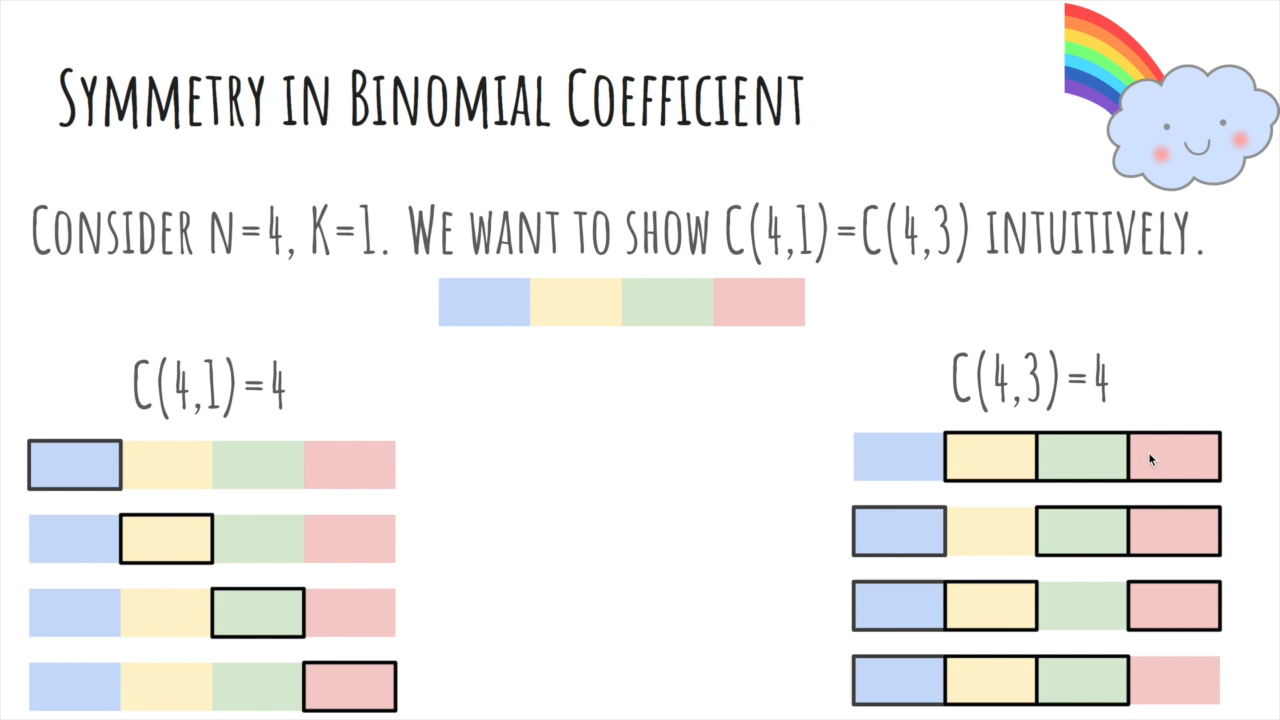 Symmetry in Binomial Coefficient
Consider n=4, K=1. We want to show C(4,1)=C(4,3) intuitively.
C(4,1)=4
C(4,3)=4